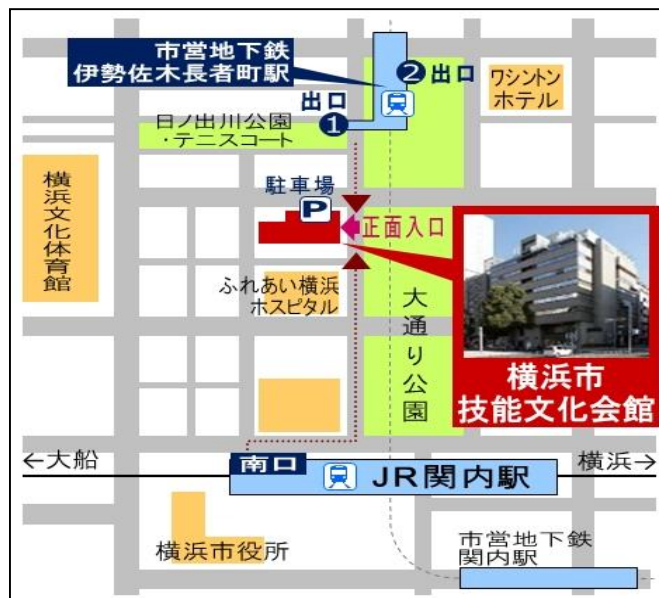 市営地下鉄
伊勢佐木長者町駅
❷出口
ワシントン
ホテル
出口
❶
日ノ出川公園
・テニスコート
横浜文化体育館
駐車場
P
正面入口
ふれあい横浜
ホスピタル
大通り公園
横浜市
技能文化会館
←大船
南口
JR関内駅
横浜→
横浜市役所
市営地下鉄
関内駅